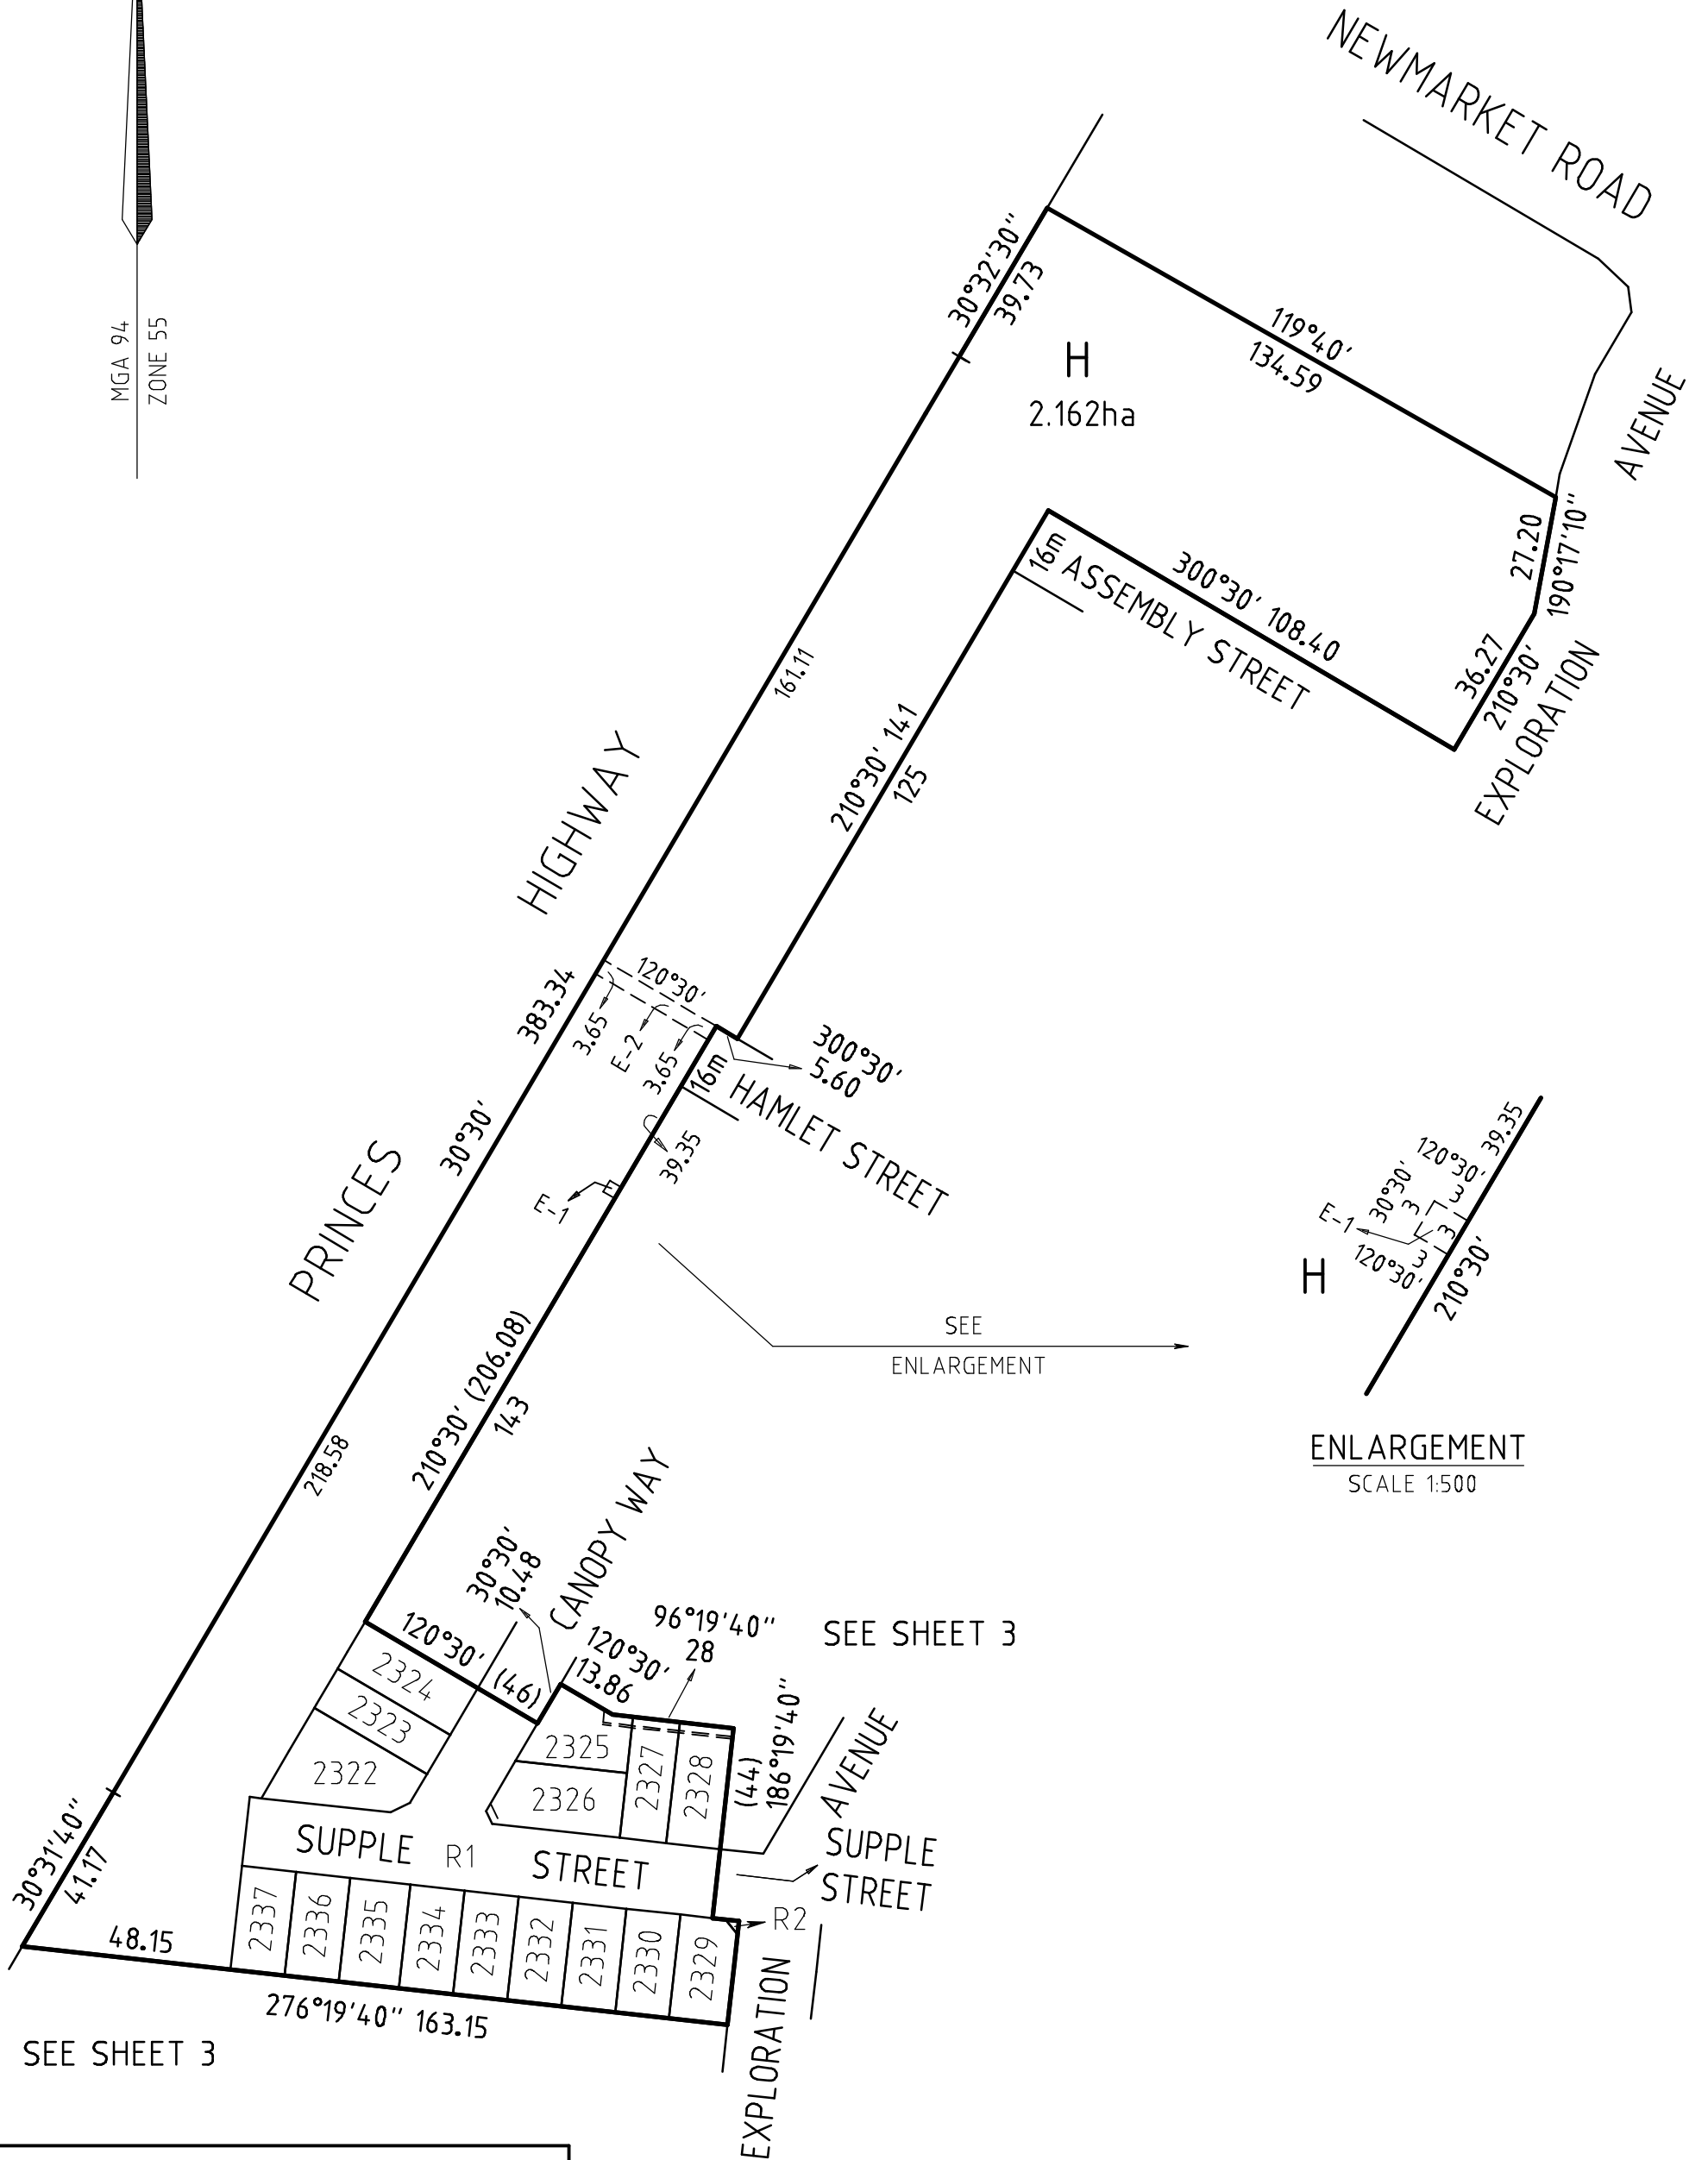 NEWMARKET ROAD
MGA 94
ZONE 55
30°32'30"
39.73
119°40'
134.59
H
2.162ha
AVENUE
27.20
190°17'10"
16m
ASSEMBLY STREET
300°30' 108.40
36.27
210°30'
EXPLORATION
161.11
210°30' 141
125
HIGHWAY
383.34
120°30'
3.65
E-2
3.65
16m
HAMLET STREET
300°30'
5.60
30°30'
39.35
E-1
PRINCES
39.35
120°30'
3
30°30'
3
3
E-1
3
120°30'
210°30'
H
SEE
ENLARGEMENT
210°30' (206.08)
143
ENLARGEMENT
SCALE 1:500
218.58
CANOPY WAY
30°30'
10.48
96°19'40"
28
SEE SHEET 3
120°30' (46)
120°30'
13.86
2324
2323
2322
2325
2326
2327
2328
(44)
186°19'40"
AVENUE
30°31'40"
41.17
SUPPLE R1 STREET
SUPPLE
STREET
2337
2336
2335
2334
2333
2332
2331
2330
2329
R2
48.15
276°19'40" 163.15
EXPLORATION
SEE SHEET 3